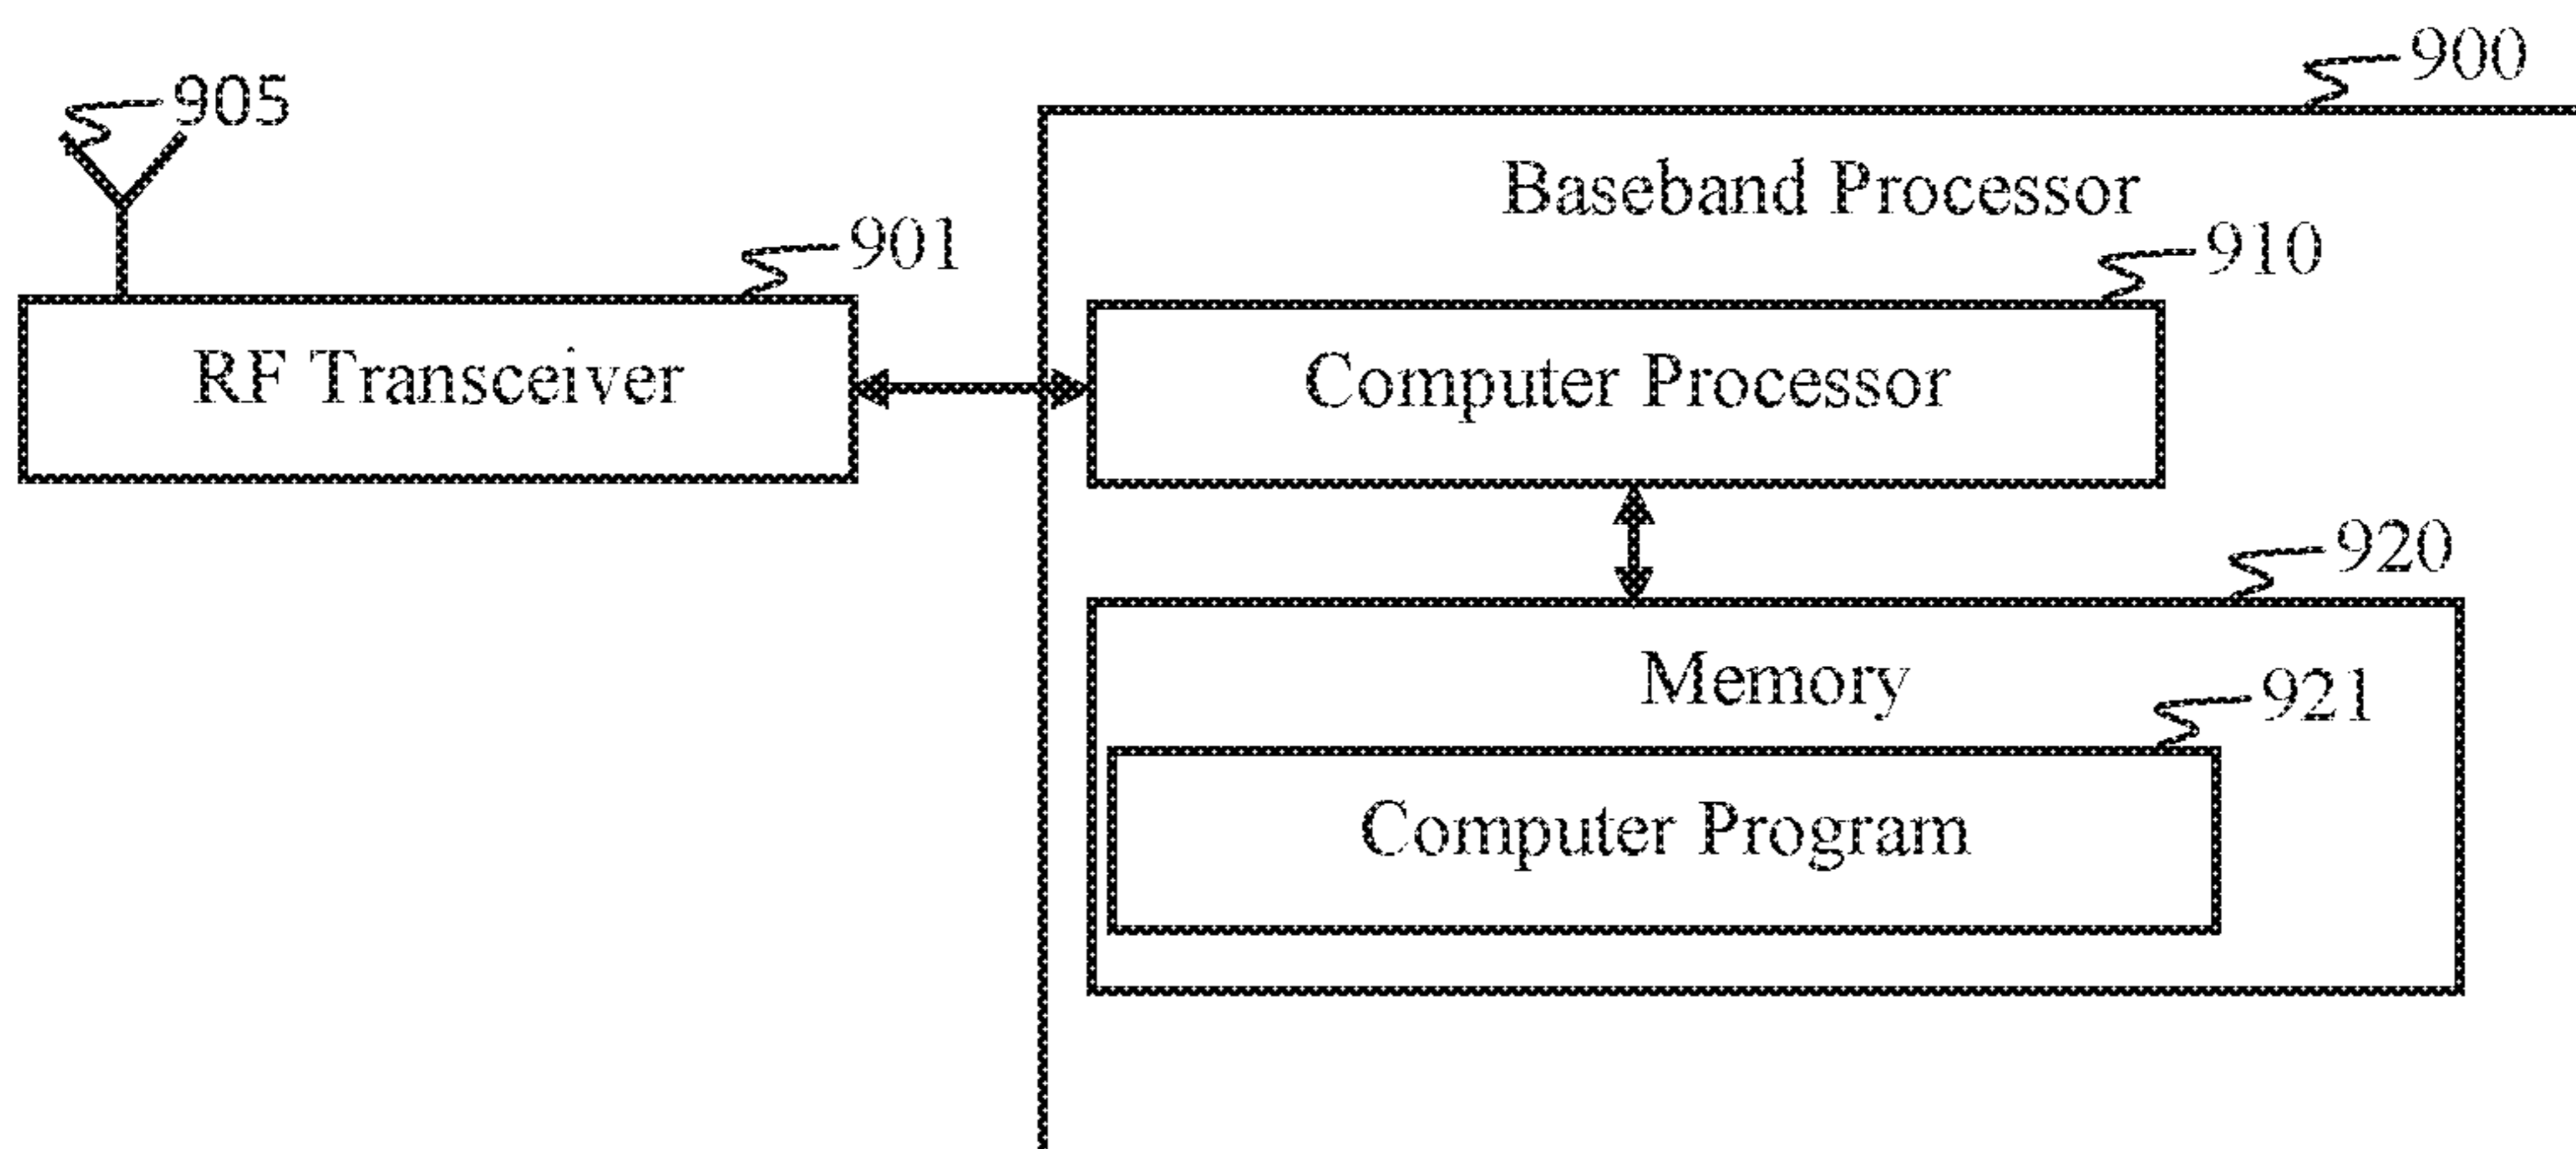 900
905
Baseband Processor
901
910
RF Transceiver
Computer Processor
920
Memory
921
Computer Program